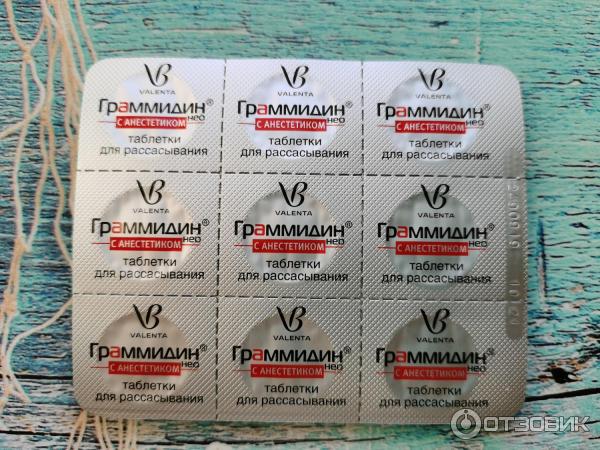 VALENTA VALENTA VALENTA
Граммидин® Граммидин® Граммидин®
нео нео нео
С АНЕСТЕТИКОМ С АНЕСТЕТИКОМ С АНЕСТЕТИКОМ
таблетки таблетки таблетки
для рассасывания для рассасывания для рассасывания
VALENTA VALENTA VALENTA
Граммидин® Граммидин® Граммидин®
нео нео нео
С АНЕСТЕТИКОМ С АНЕСТЕТИКОМ С АНЕСТЕТИКОМ
таблетки таблетки таблетки
для рассасывания для рассасывания для рассасывания
VALENTA VALENTA VALENTA
Граммидин® Граммидин® Граммидин®
нео нео нео
С АНЕСТЕТИКОМ С АНЕСТЕТИКОМ С АНЕСТЕТИКОМ
таблетки таблетки таблетки
для рассасывания для рассасывания для рассасывания
ОТЗОВИК